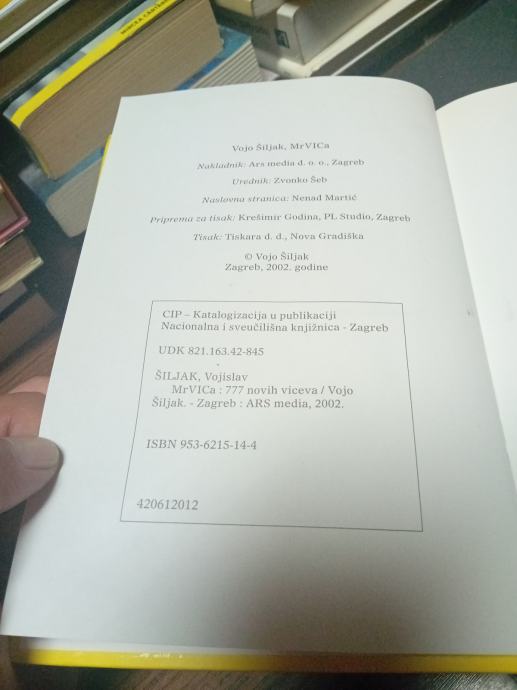 MIRCEA CĂRTĂRESCU
Vojo Šiljak, MrVICa
Nakladnik: Ars media d. o. o., Zagreb
Urednik: Zvonko Šeb
Naslovna stranica: Nenad Martić
Priprema za tisak: Krešimir Godina, PL Studio, Zagreb
Tisak: Tiskara d. d., Nova Gradiška
© Vojo Šiljak
Zagreb, 2002. godine
CIP – Katalogizacija u publikaciji
Nacionalna i sveučilišna knjižnica - Zagreb
UDK 821.163.42-845
ŠILJAK, Vojislav
MrVICa : 777 novih viceva / Vojo
Šiljak. - Zagreb : ARS media, 2002.
ISBN 953-6215-14-4
420612012